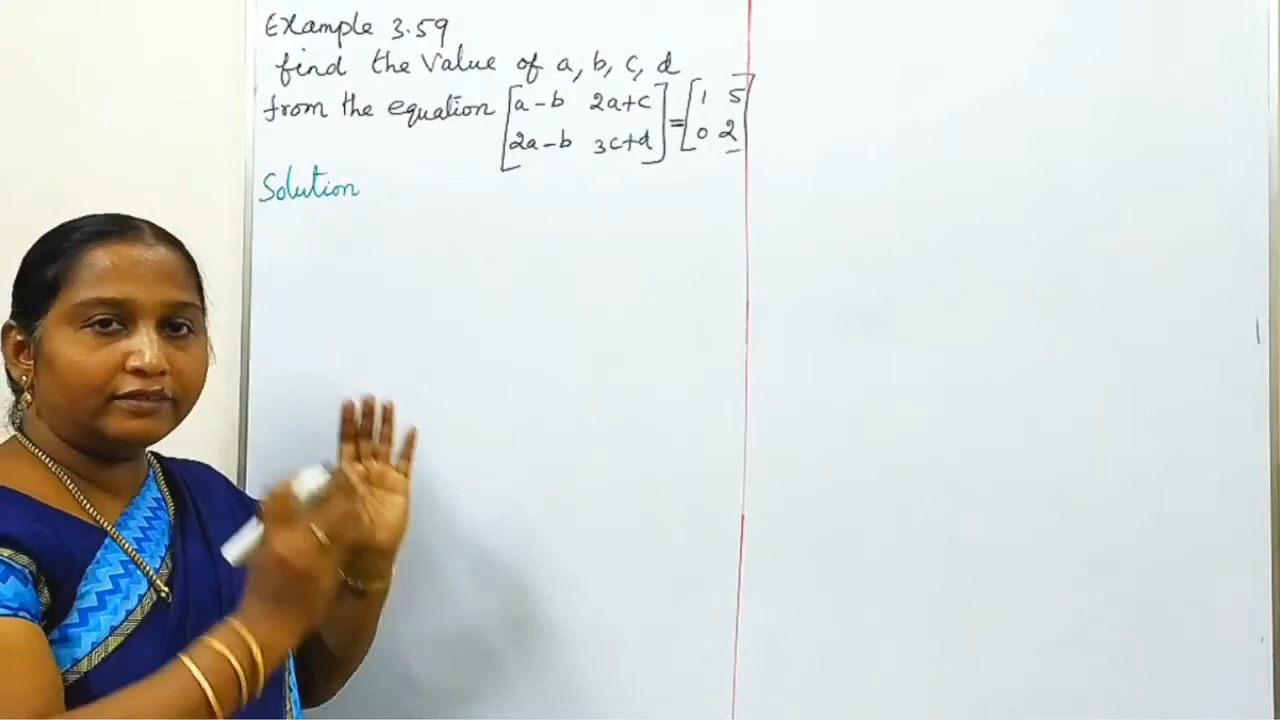 Example 3.59
find the Value of a, b, c, d
from the equation [a-b 2a+c
2a-b 3c+d] = [1 5
0 2]
Solution